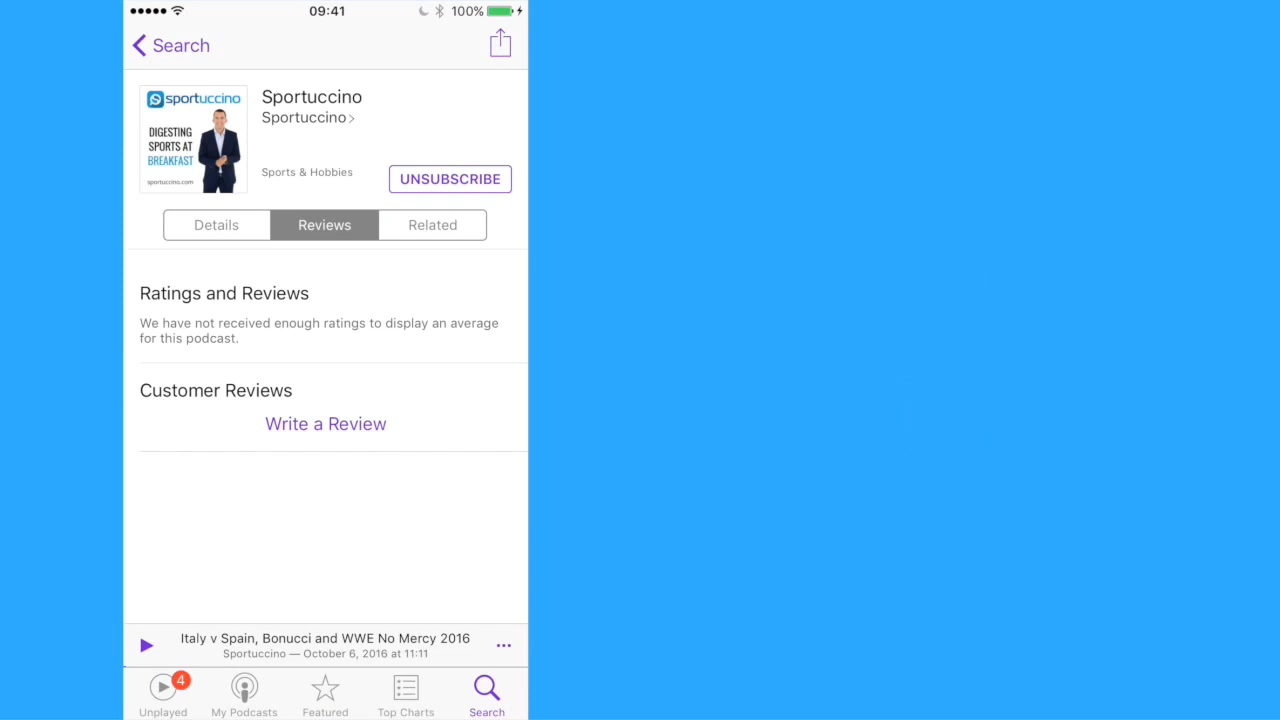 09:41
100%
Search
sportuccino
DIGESTING
SPORTS AT
BREAKFAST
sportuccino.com
Sportuccino
Sportuccino
Sports & Hobbies
UNSUBSCRIBE
Details
Reviews
Related
Ratings and Reviews
We have not received enough ratings to display an average
for this podcast.
Customer Reviews
Write a Review
Italy v Spain, Bonucci and WWE No Mercy 2016
Sportuccino — October 6, 2016 at 11:11
4
Unplayed
My Podcasts
Featured
Top Charts
Search